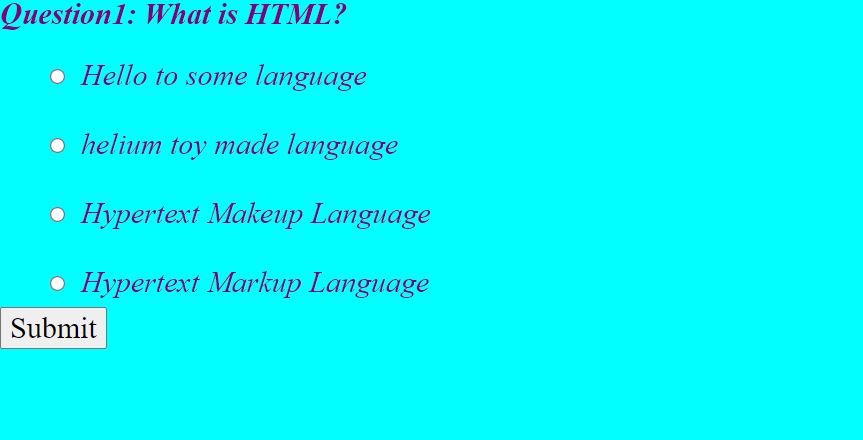 Question1: What is HTML?
Hello to some language
helium toy made language
Hypertext Makeup Language
Hypertext Markup Language
Submit